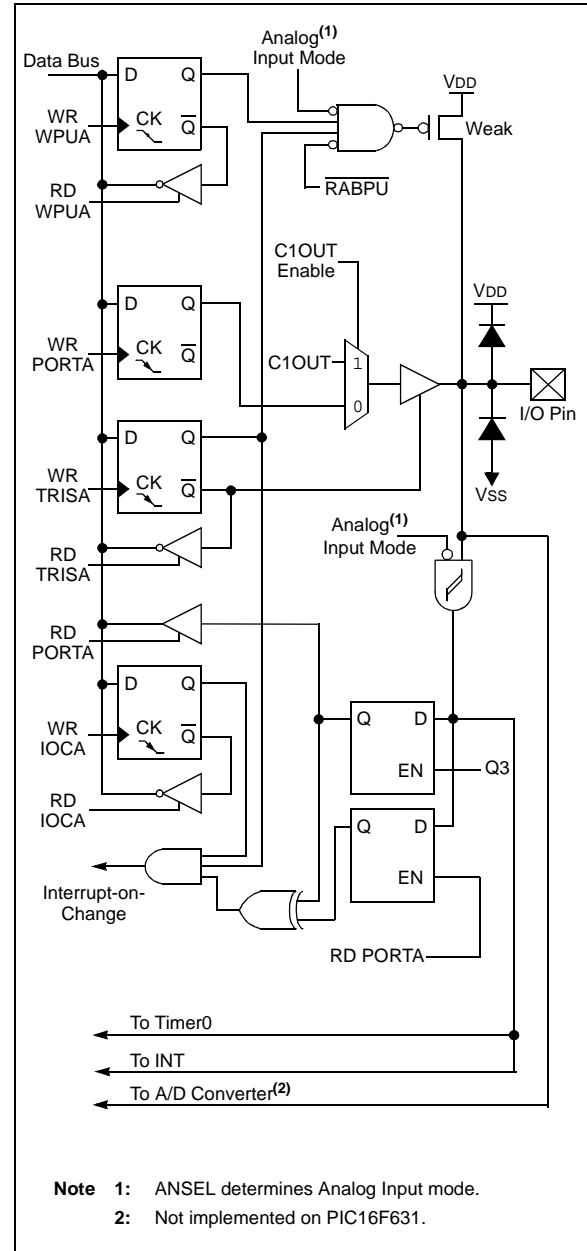 Analog(1)
Input Mode
Data Bus
D Q
VDD
WR
WPUA
CK Q
Weak
RD
WPUA
RABPU
C1OUT
Enable
D Q
VDD
WR
PORTA
CK Q
C1OUT
1
0
I/O Pin
D Q
WR
TRISA
CK Q
VSS
Analog(1)
Input Mode
RD
TRISA
RD
PORTA
D Q
Q D
WR
IOCA
CK Q
EN
Q3
RD
IOCA
Q D
EN
Interrupt-on-
Change
RD PORTA
To Timer0
To INT
To A/D Converter(2)
Note 1: ANSEL determines Analog Input mode.
2: Not implemented on PIC16F631.